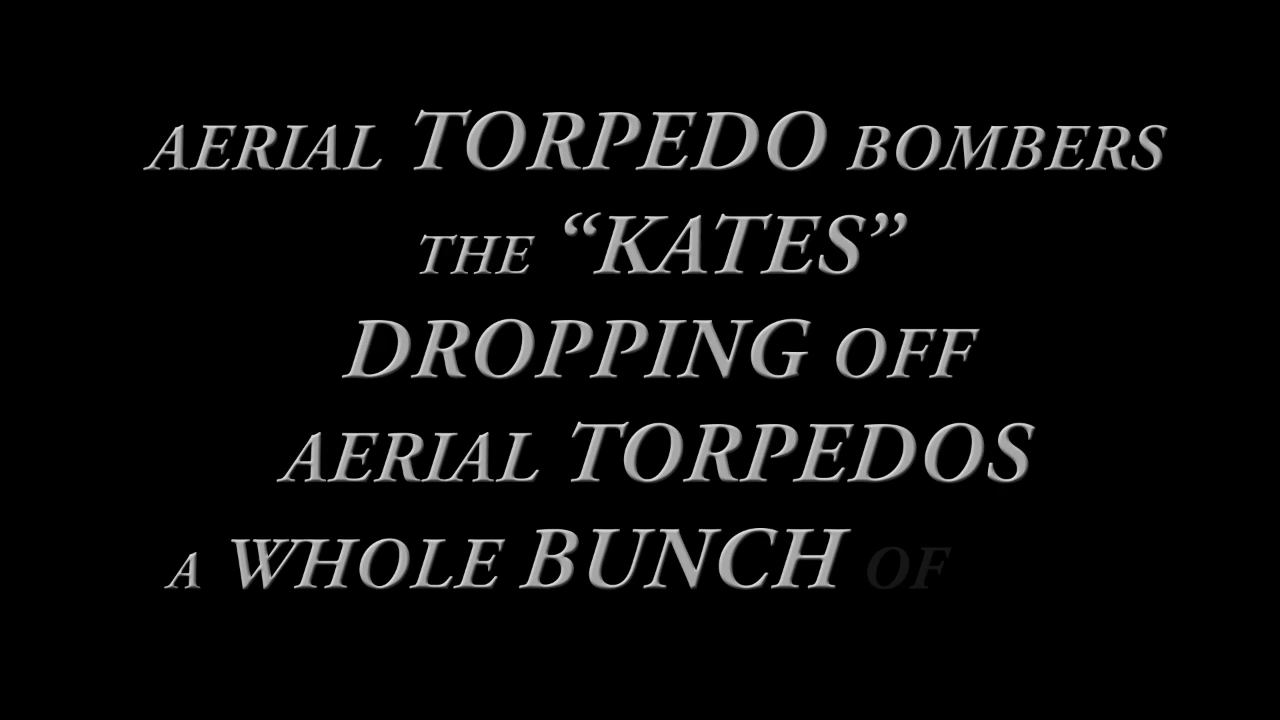 AERIAL TORPEDO BOMBERS
THE “KATES”
DROPPING OFF
AERIAL TORPEDOS
A WHOLE BUNCH OF